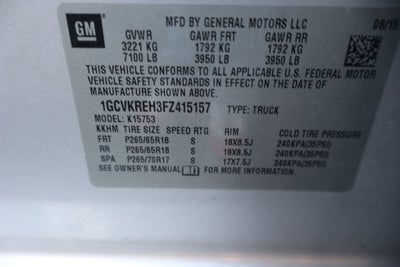 GM MFD BY GENERAL MOTORS LLC 08/15
GVWR GAWR FRT GAWR RR
3221 KG 1792 KG 1792 KG
7100 LB 3950 LB 3950 LB
THIS VEHICLE CONFORMS TO ALL APPLICABLE U.S. FEDERAL MOTOR
VEHICLE SAFETY STANDARDS IN EFFECT ON THE DATE OF
MANUFACTURE SHOWN ABOVE.
1GCVKREH3FZ415157 TYPE: TRUCK
MODEL: K15753
KKHM TIRE SIZE SPEED RTG RIM COLD TIRE PRESSURE
FRT P265/65R18 S 18X8.5J 240KPA(35PSI)
RR P265/65R18 S 18X8.5J 240KPA(35PSI)
SPA P265/70R17 S 17X7.5J 240KPA(35PSI)
SEE OWNER'S MANUAL FOR MORE INFORMATION.